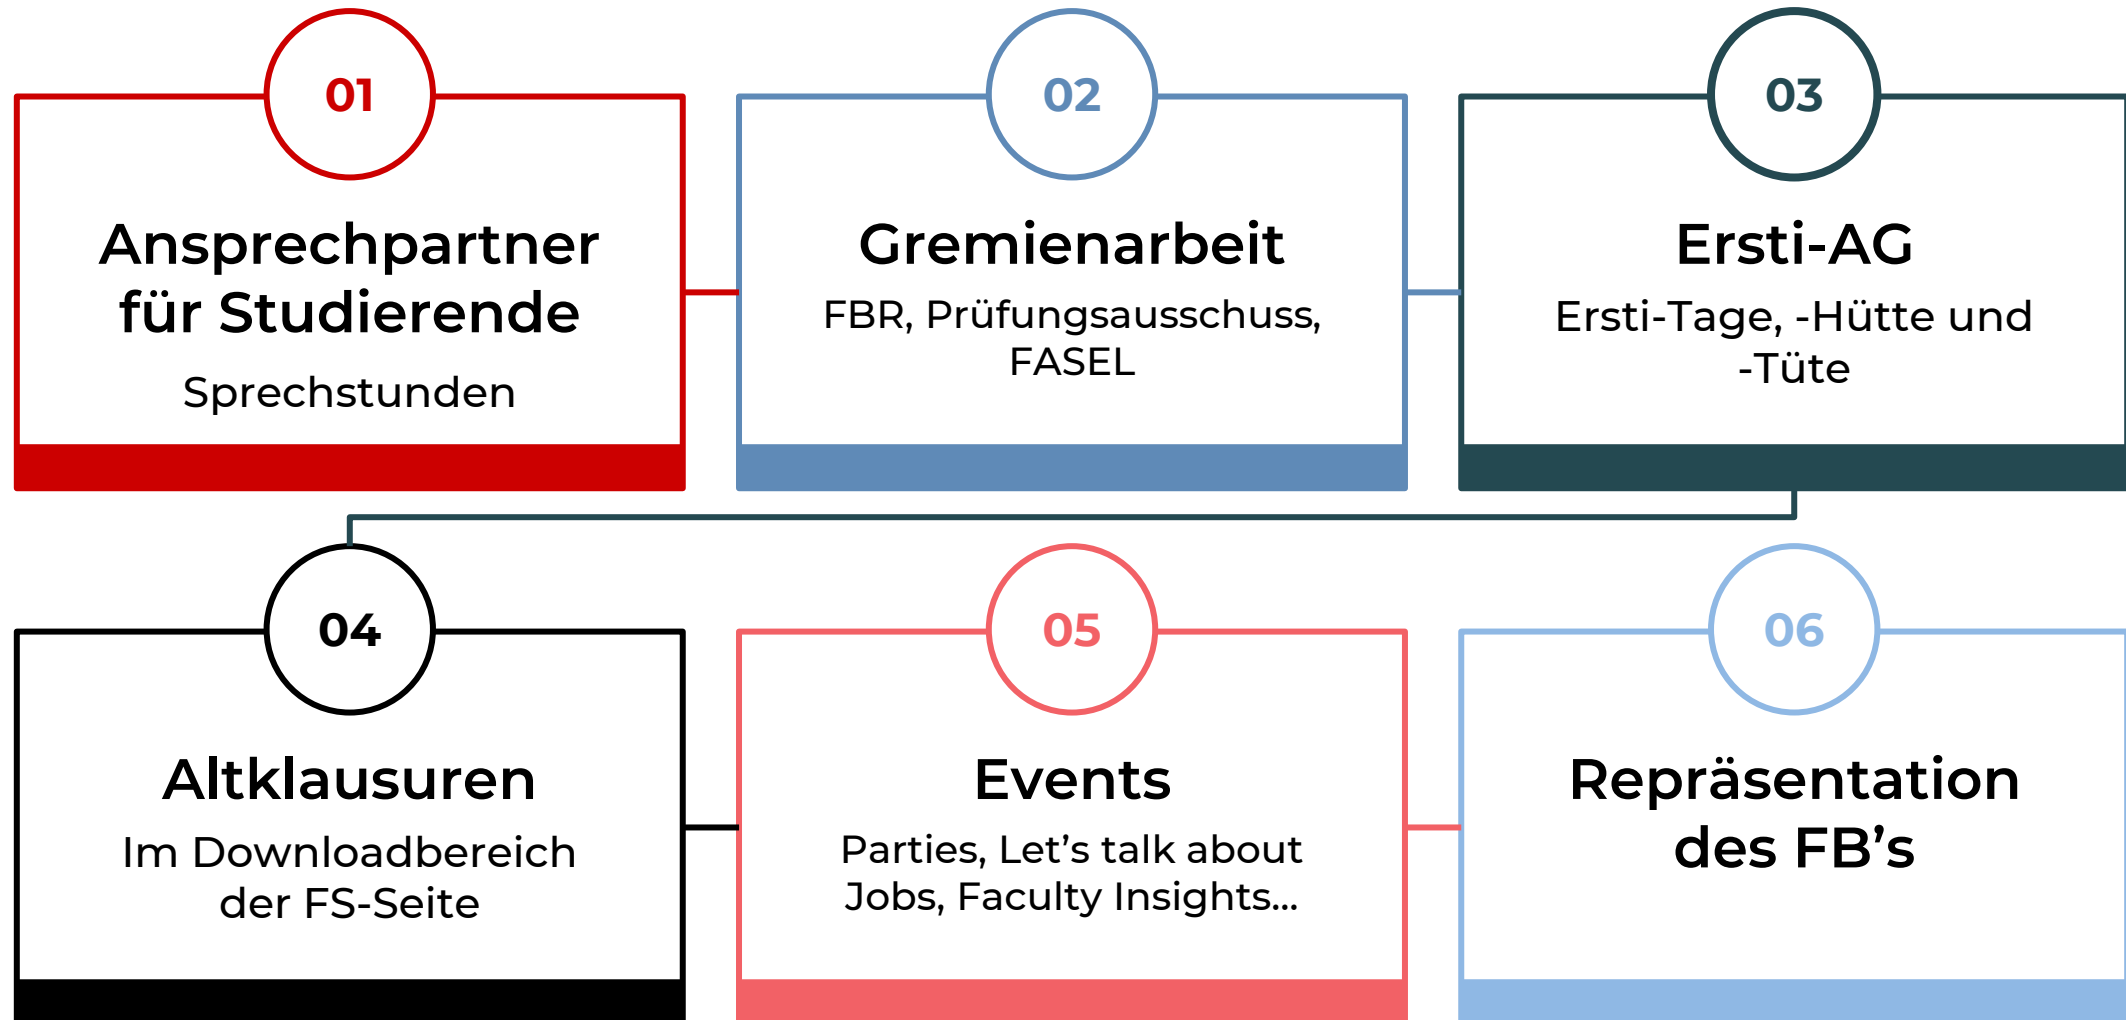 01
Ansprechpartner
für Studierende
Sprechstunden
02
Gremienarbeit
FBR, Prüfungsausschuss,
FASEL
03
Ersti-AG
Ersti-Tage, -Hütte und
-Tüte
04
Altklausuren
Im Downloadbereich
der FS-Seite
05
Events
Parties, Let’s talk about
Jobs, Faculty Insights...
06
Repräsentation
des FB’s